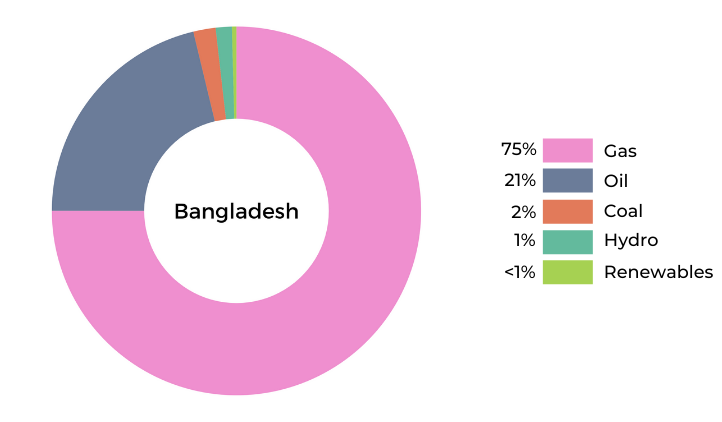 Bangladesh
75% Gas
21% Oil
2% Coal
1% Hydro
<1% Renewables